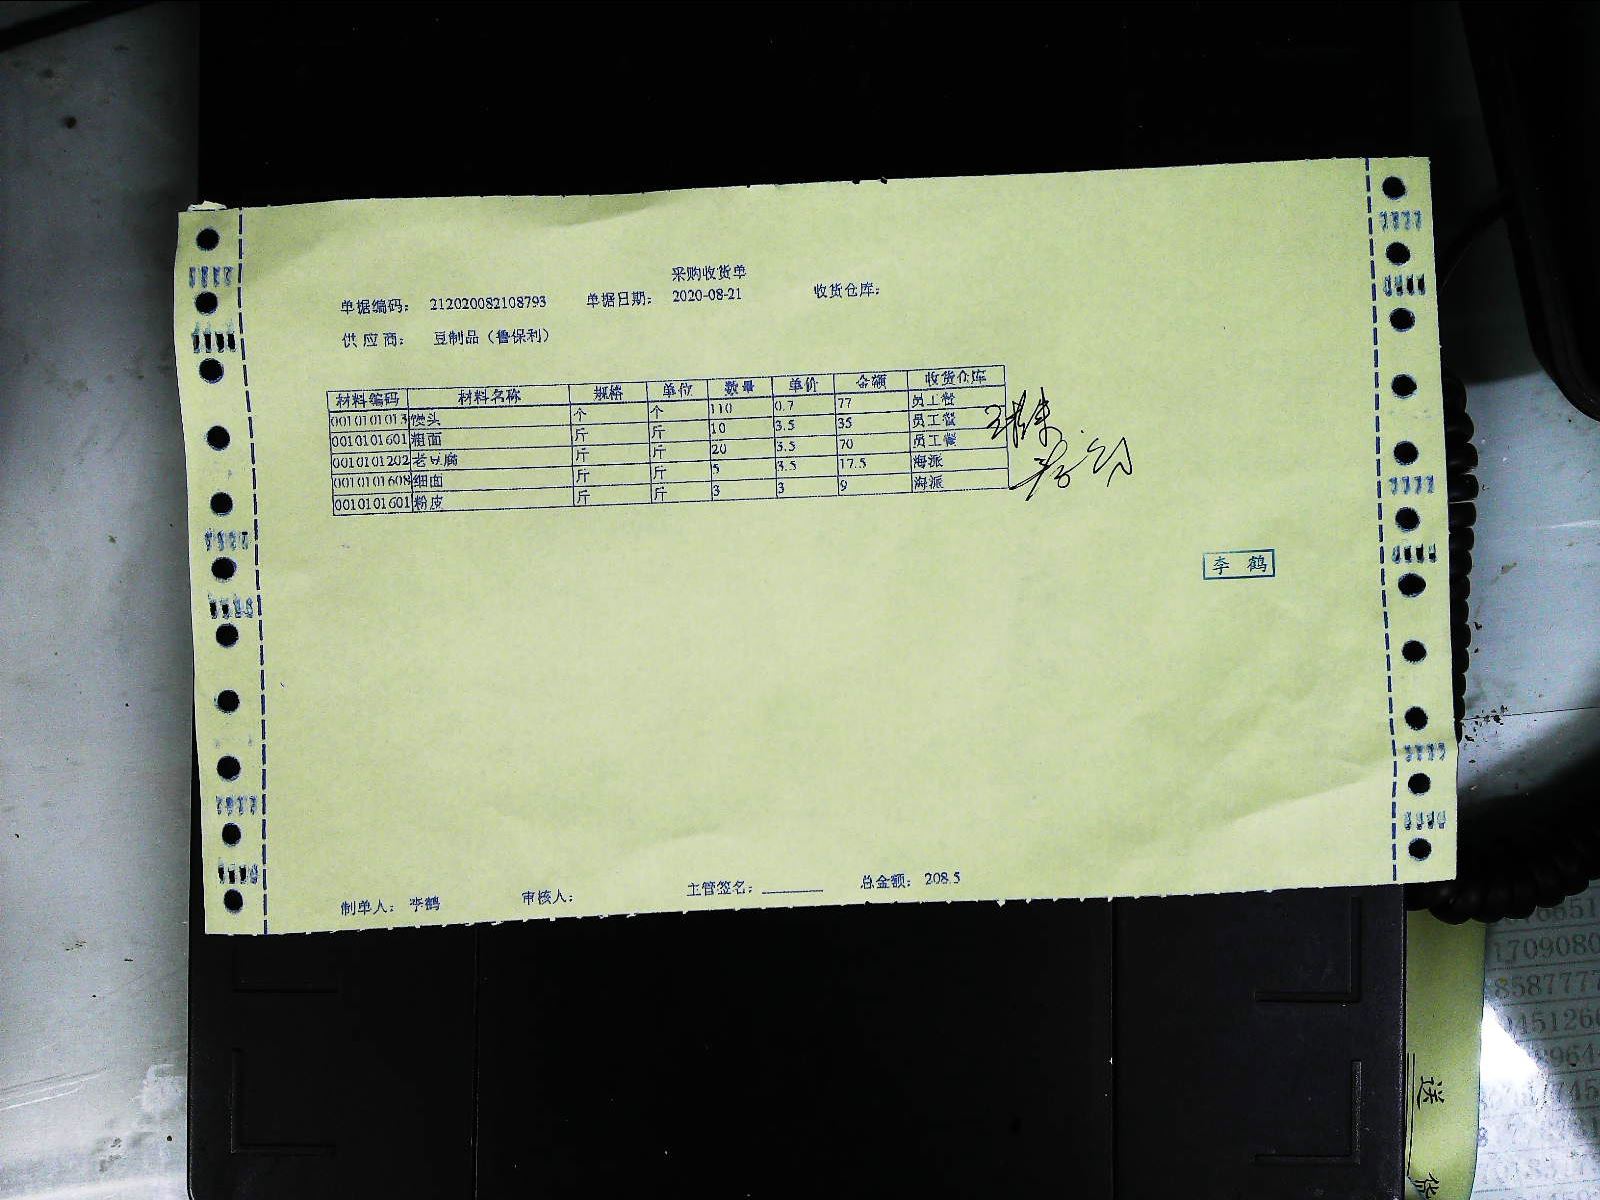 采购收货单
单据编码： 212020082108793 单据日期： 2020-08-21 收货仓库：
供 应 商： 豆制品（鲁保利）
材料编码 材料名称 规格 单位 数量 单价 金额 收货仓库
0010101013 馒头 个 个 110 0.7 77 员工餐
0010101601 粗面 斤 斤 10 3.5 35 员工餐
0010101202 老豆腐 斤 斤 20 3.5 70 员工餐
0010101608 细面 斤 斤 5 3.5 17.5 海派
0010101601 粉皮 斤 斤 3 3 9 海派
李 鹤
制单人： 李鹤 审核人： 主管签名：________ 总金额： 208.5
709080
858777
45126
送
货